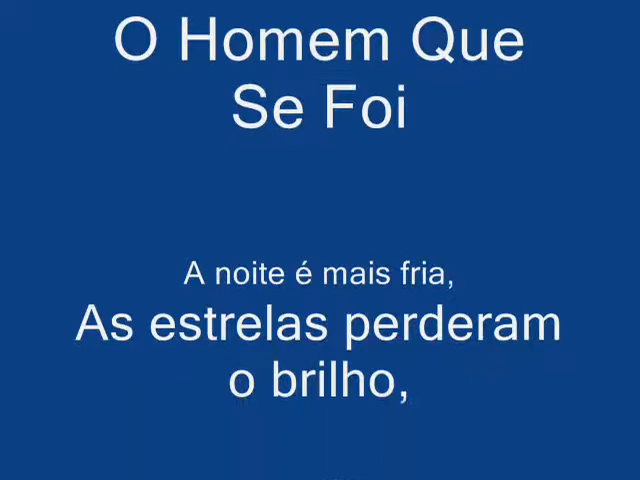 O Homem Que
Se Foi
A noite é mais fria,
As estrelas perderam
o brilho,